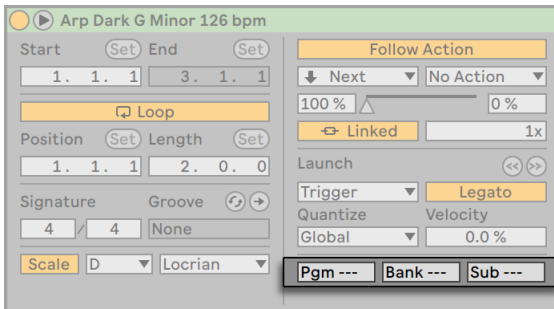 Arp Dark G Minor 126 bpm
Start Set End Set
1. 1. 1 3. 1. 1
Loop
Position Set Length Set
1. 1. 1 2. 0. 0
Signature Groove
4 / 4 None
Scale D Locrian
Follow Action
Next No Action
100 % 0 %
Linked 1x
Launch
Trigger Legato
Quantize Velocity
Global 0.0 %
Pgm --- Bank --- Sub ---